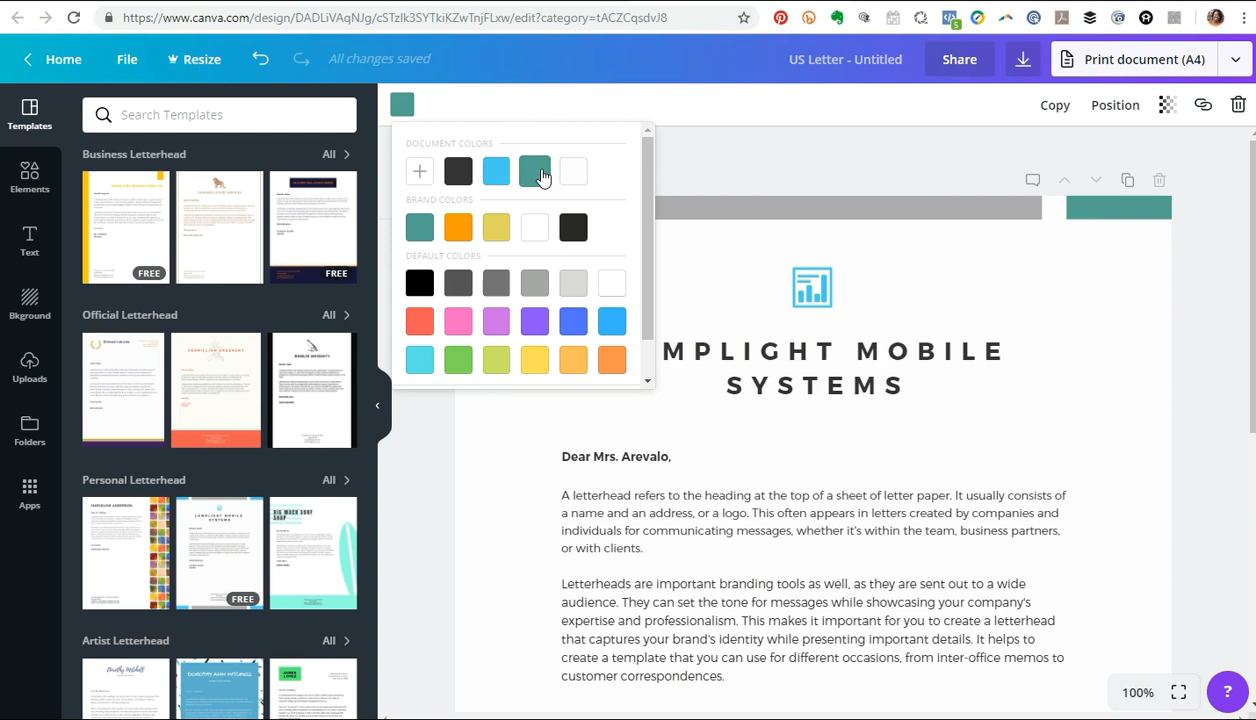 https://www.canva.com/design/DADLiVAqNJg/cSTzlk3SYTkiKZwTnjFLxw/edit?category=tACZCqsdvJ8
5
Home
File
Resize
All changes saved
US Letter - Untitled
Share
Print document (A4)
Templates
Elements
Text
Bkground
Uploads
Folders
Apps
Search Templates
Business Letterhead
All
FREE
FREE
Official Letterhead
All
Personal Letterhead
All
FREE
Artist Letterhead
All
Copy
Position
DOCUMENT COLORS
BRAND COLORS
DEFAULT COLORS
MPLIGHT MOBILE
SYSTEMS
Dear Mrs. Arevalo,
A letterhead refers to the heading at the top of a sheet of letter paper. It usually consists of
a name and an address, or a logo. This often appears in letters created by companies and
individuals for communicating messages, whether it's within the team, business partners,
or with clients.
Letterheads are important branding tools as well, as they are sent out to a wide
audience. They can set the tone for messages while showcasing your company's
expertise and professionalism. This makes it important for you to create a letterhead
that captures your brand's identity while presenting important details. It helps to
create a template that you can use for different occasions, from inter-office memos to
customer correspondences.
100%
?